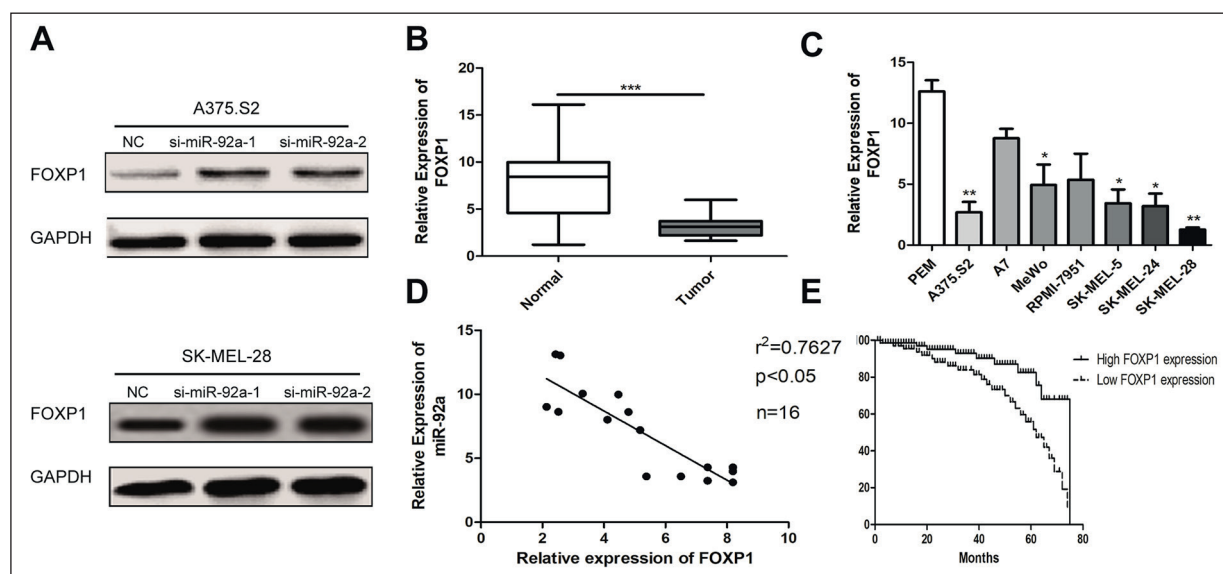 A
A375.S2
NC si-miR-92a-1 si-miR-92a-2
FOXP1
GAPDH
SK-MEL-28
NC si-miR-92a-1 si-miR-92a-2
FOXP1
GAPDH
B
Relative Expression of
FOXP1
20
15
10
5
0
***
Normal
Tumor
C
Relative Expression of
FOXP1
15
10
5
0
**
*
*
*
**
PEM
A375.S2
A7
MeWo
RPMI-7951
SK-MEL-5
SK-MEL-24
SK-MEL-28
D
Relative Expression of
miR-92a
15
10
5
0
0 2 4 6 8 10
Relative expression of FOXP1
r²=0.7627
p<0.05
n=16
E
80
60
40
20
0
0 20 40 60 80
Months
High FOXP1 expression
Low FOXP1 expression